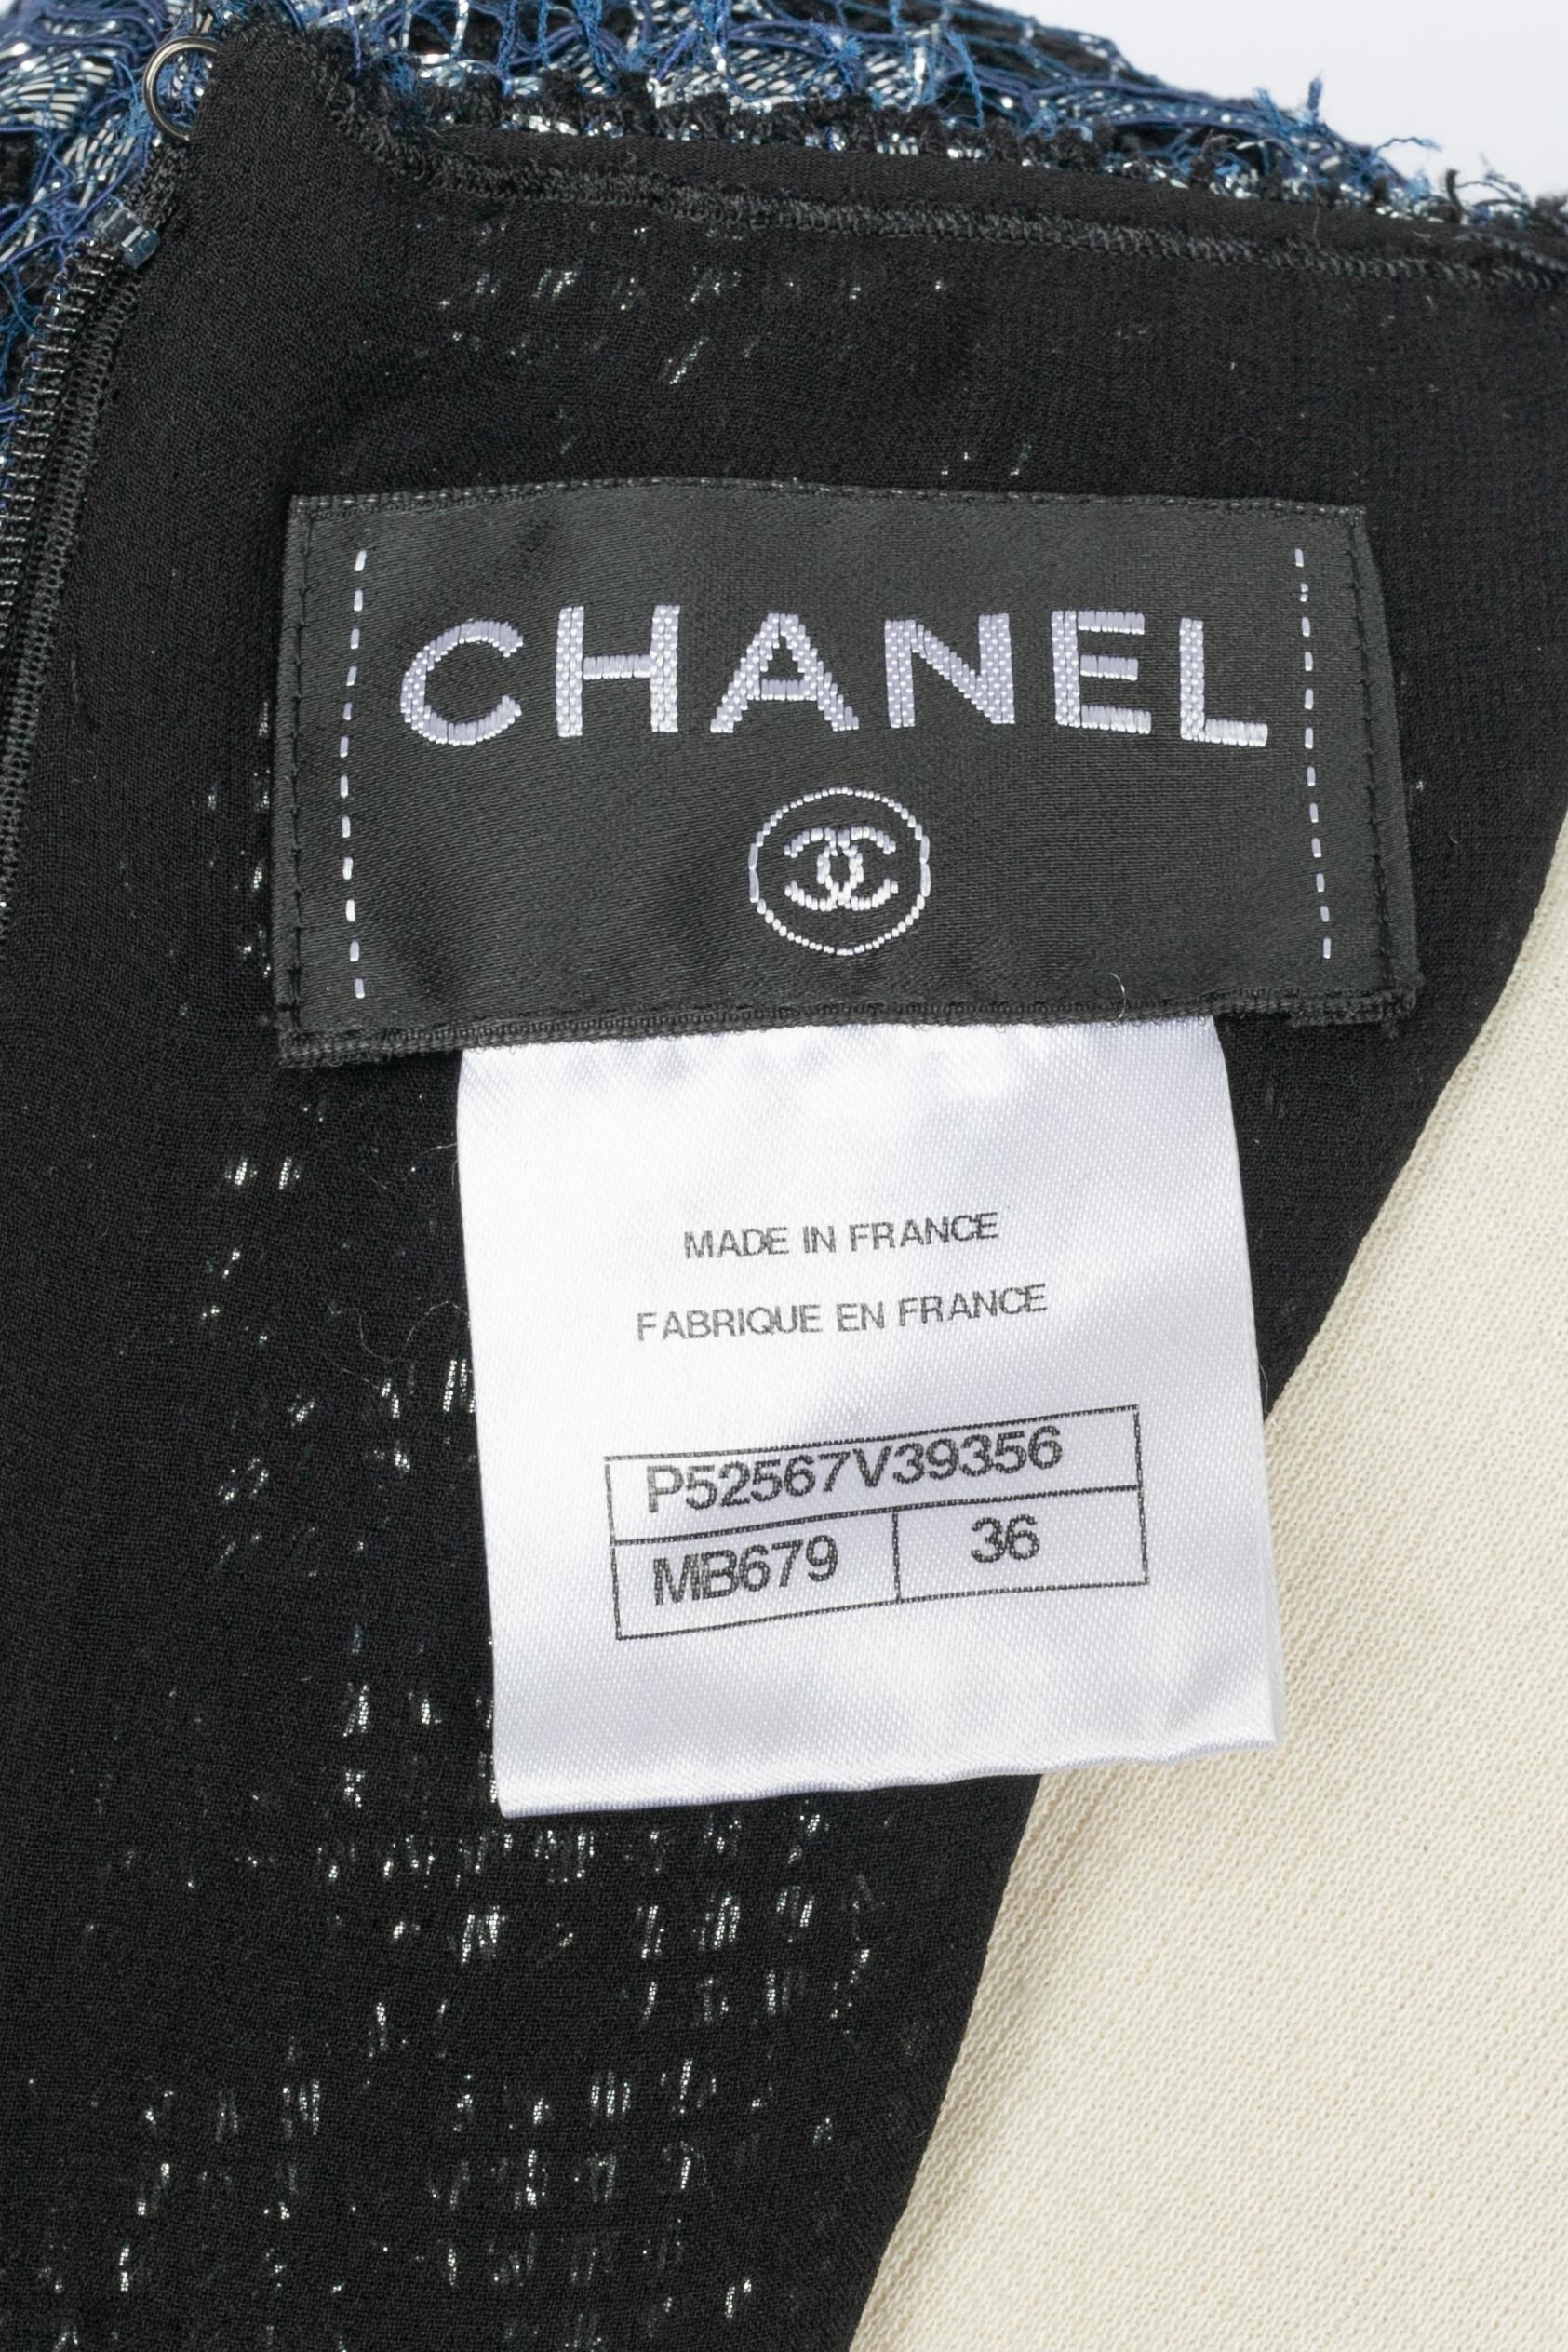 CHANEL
MADE IN FRANCE
FABRIQUE EN FRANCE
P52567V39356
MB679 36